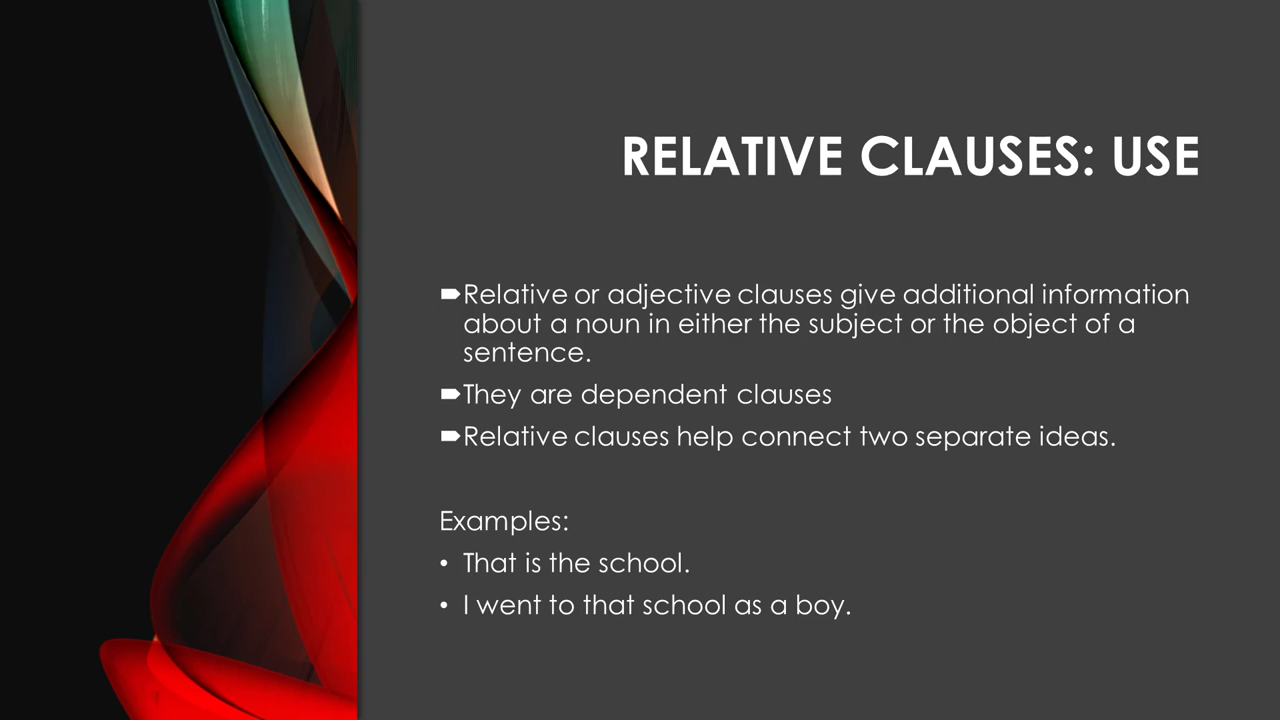 RELATIVE CLAUSES: USE
Relative or adjective clauses give additional information
about a noun in either the subject or the object of a
sentence.
They are dependent clauses
Relative clauses help connect two separate ideas.
Examples:
• That is the school.
• I went to that school as a boy.